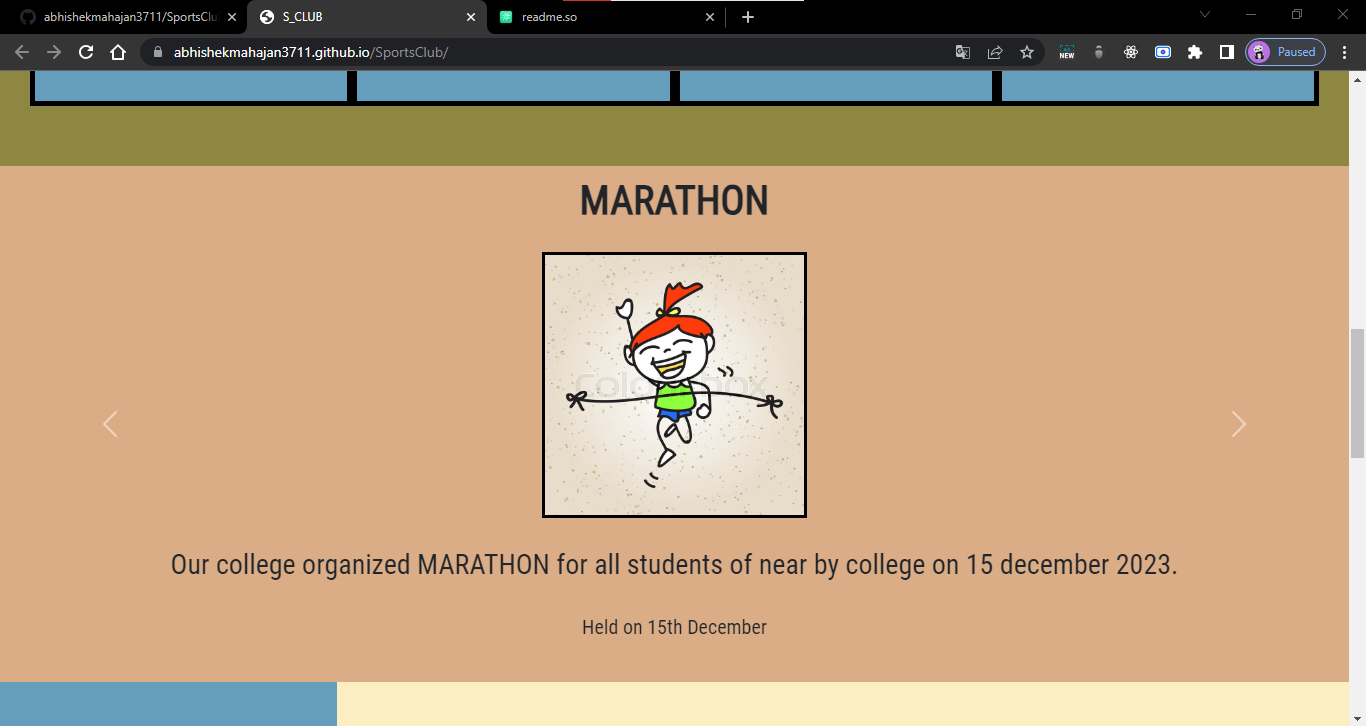 abhishekmahajan3711/SportsClu
S_CLUB
readme.so
abhishekmahajan3711.github.io/SportsClub/
NEW
Paused
MARATHON
Our college organized MARATHON for all students of near by college on 15 december 2023.
Held on 15th December